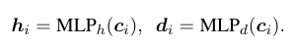 h_i = MLP_h(c_i), d_i = MLP_d(c_i).